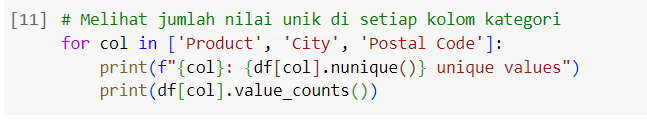 [11] # Melihat jumlah nilai unik di setiap kolom kategori
for col in ['Product', 'City', 'Postal Code']:
    print(f"{col}: {df[col].nunique()} unique values")
    print(df[col].value_counts())